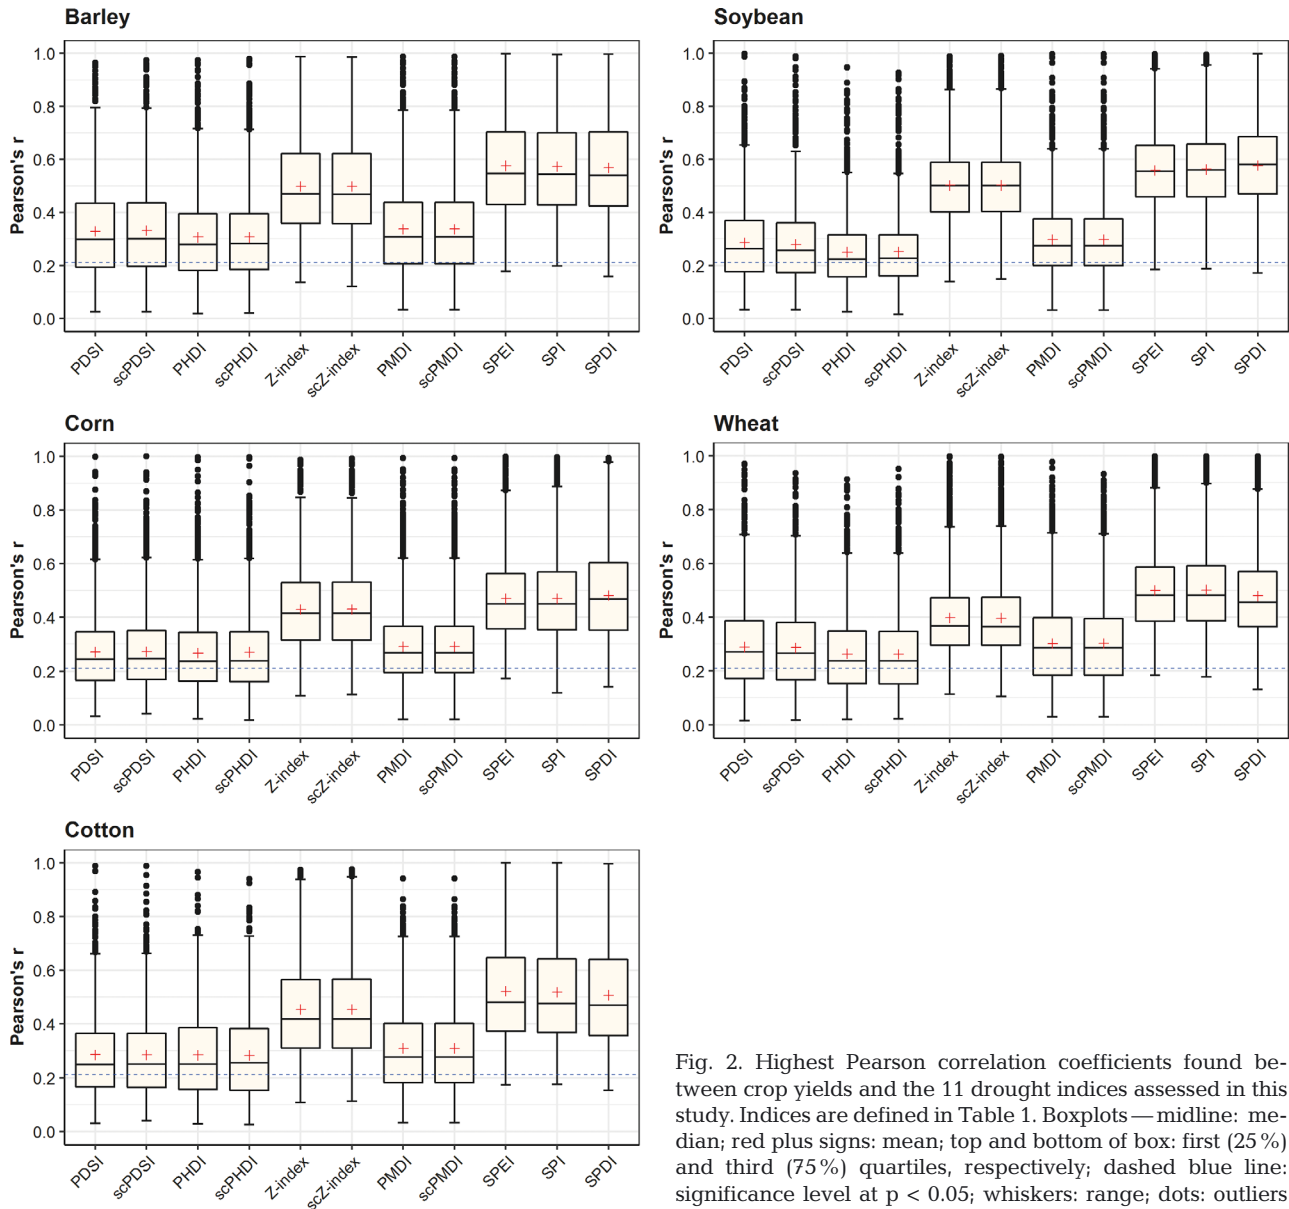 Barley
Pearson's r
1.0
0.8
0.6
0.4
0.2
0.0
PDSI
scPDSI
PHDI
scPHDI
Z-index
scZ-index
PMDI
scPMDI
SPEI
SPI
SPDI
Soybean
Pearson's r
1.0
0.8
0.6
0.4
0.2
0.0
PDSI
scPDSI
PHDI
scPHDI
Z-index
scZ-index
PMDI
scPMDI
SPEI
SPI
SPDI
Corn
Pearson's r
1.0
0.8
0.6
0.4
0.2
0.0
PDSI
scPDSI
PHDI
scPHDI
Z-index
scZ-index
PMDI
scPMDI
SPEI
SPI
SPDI
Wheat
Pearson's r
1.0
0.8
0.6
0.4
0.2
0.0
PDSI
scPDSI
PHDI
scPHDI
Z-index
scZ-index
PMDI
scPMDI
SPEI
SPI
SPDI
Cotton
Pearson's r
1.0
0.8
0.6
0.4
0.2
0.0
PDSI
scPDSI
PHDI
scPHDI
Z-index
scZ-index
PMDI
scPMDI
SPEI
SPI
SPDI
Fig. 2. Highest Pearson correlation coefficients found be-
tween crop yields and the 11 drought indices assessed in this
study. Indices are defined in Table 1. Boxplots — midline: me-
dian; red plus signs: mean; top and bottom of box: first (25 %)
and third (75 %) quartiles, respectively; dashed blue line:
significance level at p < 0.05; whiskers: range; dots: outliers